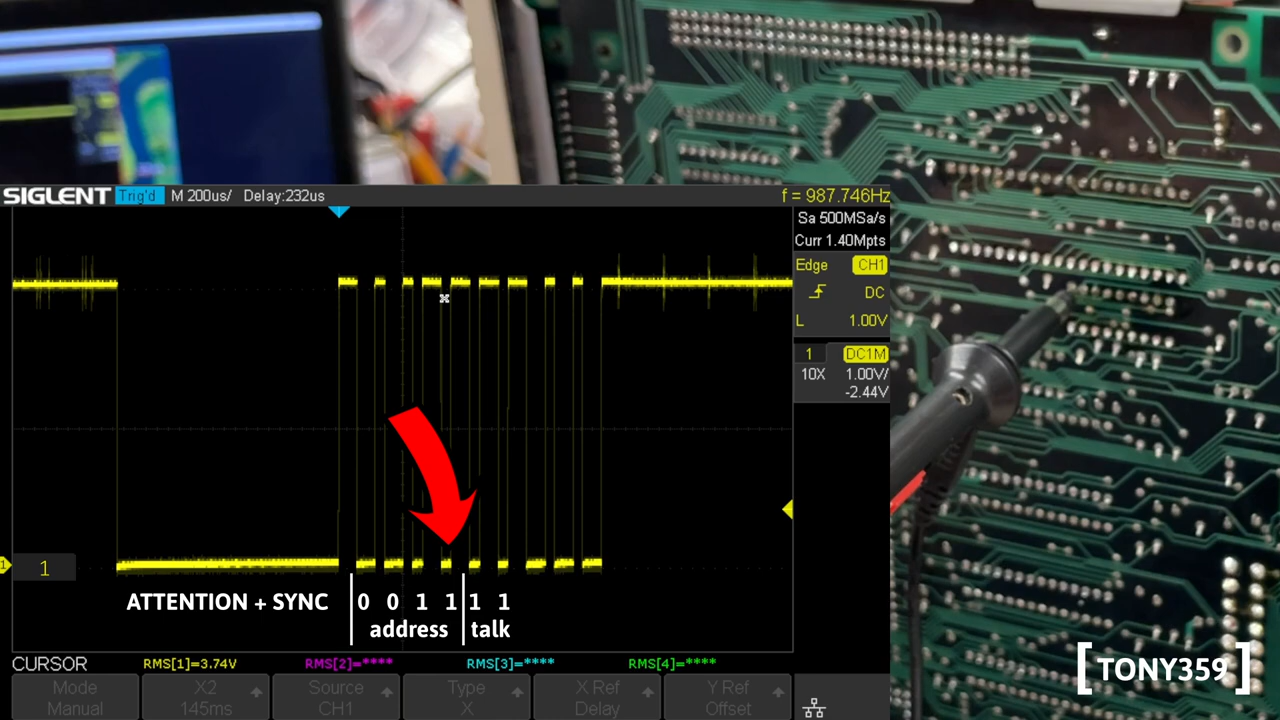 SIGLENT Trig'd M 200us/ Delay:232us f = 987.746Hz
Sa 500MSa/s
Curr 1.40Mpts
Edge CH1
DC
L 1.00V
1 DC1M
10X 1.00V/
-2.44V
1
1
ATTENTION + SYNC 0 0 1 1 1 1
address talk
CURSOR RMS[1]=3.74V RMS[2]=**** RMS[3]=**** RMS[4]=****
Mode X2 Source Type X Ref Y Ref
Manual 145ms CH1 X Delay Offset
[TONY359]